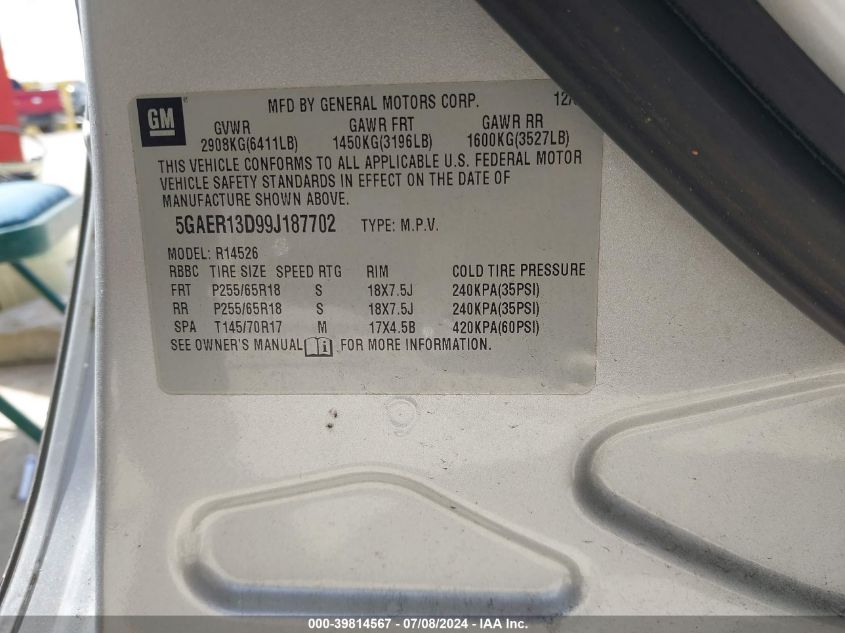 GM
MFD BY GENERAL MOTORS CORP. 12/
GVWR GAWR FRT GAWR RR
2908KG(6411LB) 1450KG(3196LB) 1600KG(3527LB)
THIS VEHICLE CONFORMS TO ALL APPLICABLE U.S. FEDERAL MOTOR
VEHICLE SAFETY STANDARDS IN EFFECT ON THE DATE OF
MANUFACTURE SHOWN ABOVE.
5GAER13D99J187702 TYPE: M.P.V.
MODEL: R14526
RBBC TIRE SIZE SPEED RTG RIM COLD TIRE PRESSURE
FRT P255/65R18 S 18X7.5J 240KPA(35PSI)
RR P255/65R18 S 18X7.5J 240KPA(35PSI)
SPA T145/70R17 M 17X4.5B 420KPA(60PSI)
SEE OWNER'S MANUAL FOR MORE INFORMATION.
000-39814567 - 07/08/2024 - IAA Inc.